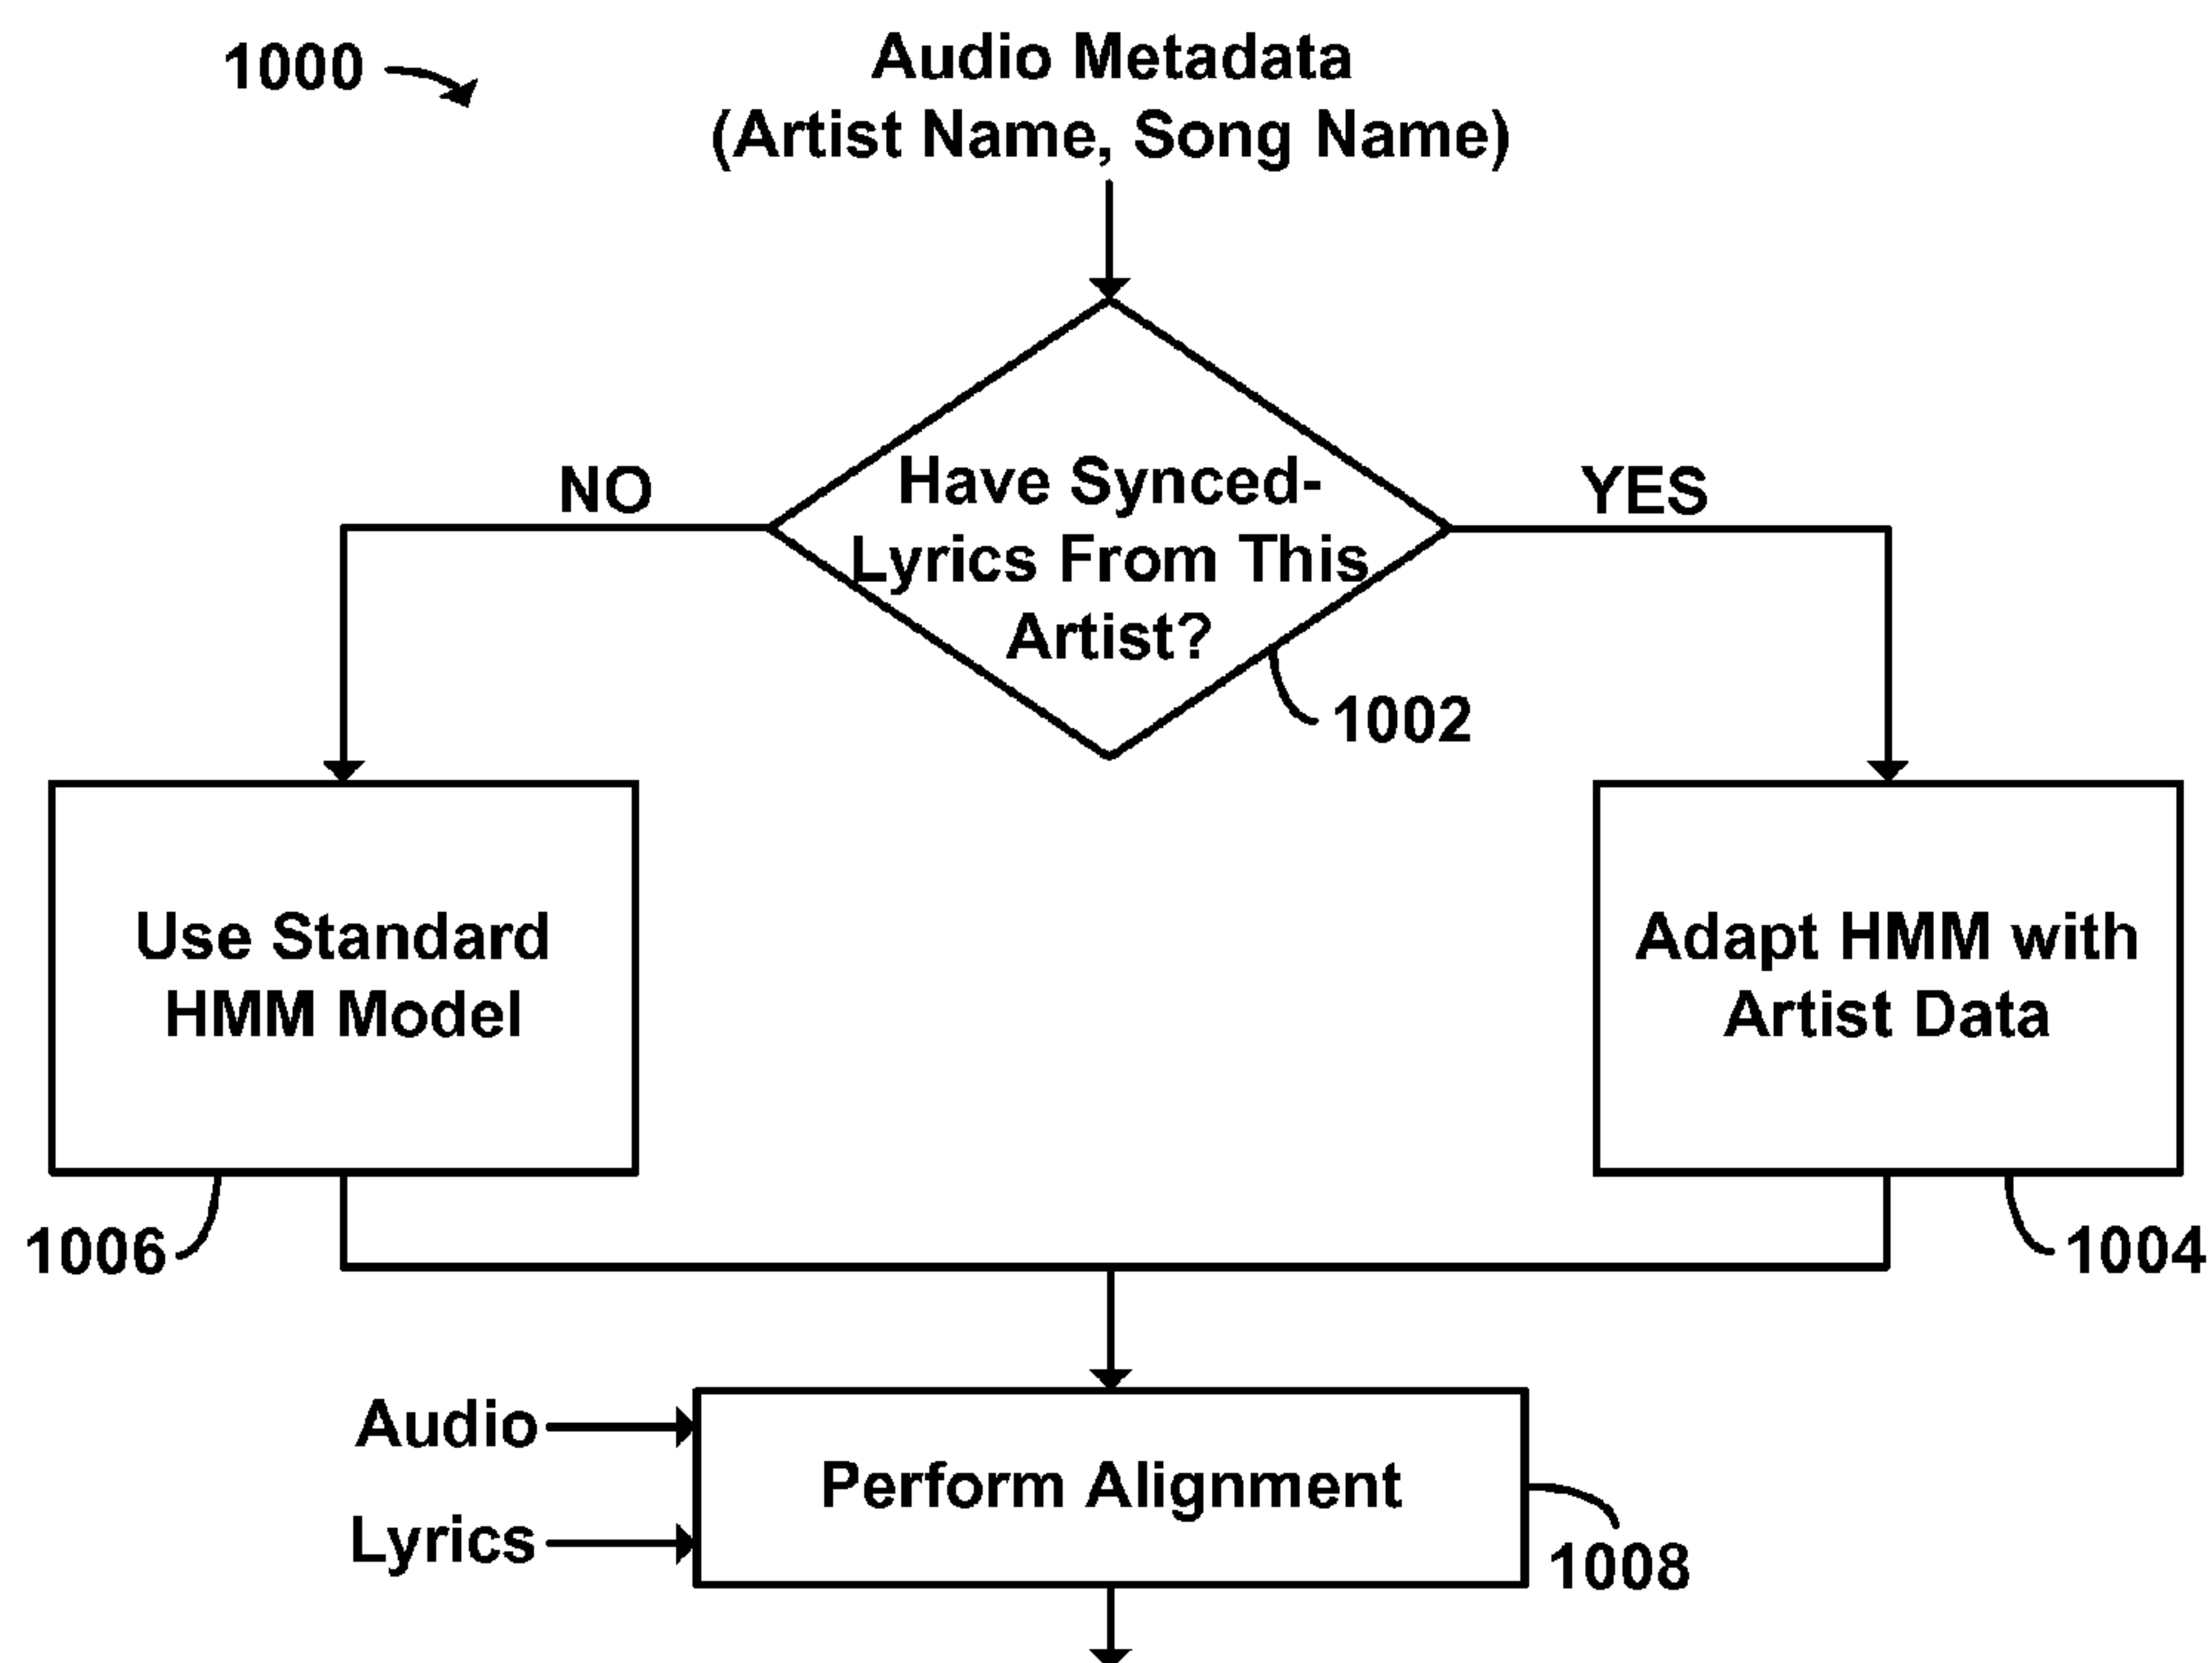 1000
Audio Metadata
(Artist Name, Song Name)
NO
Have Synced-
Lyrics From This
Artist?
YES
1002
Use Standard
HMM Model
Adapt HMM with
Artist Data
1006
1004
Audio
Lyrics
Perform Alignment
1008